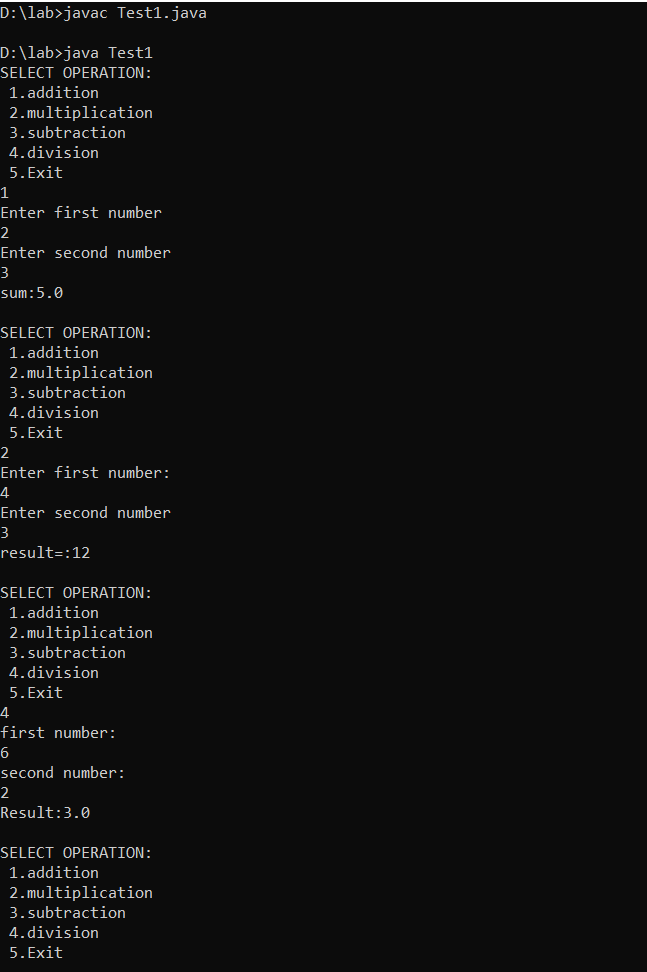 D:\lab>javac Test1.java
D:\lab>java Test1
SELECT OPERATION:
 1.addition
 2.multiplication
 3.subtraction
 4.division
 5.Exit
1
Enter first number
2
Enter second number
3
sum:5.0
SELECT OPERATION:
 1.addition
 2.multiplication
 3.subtraction
 4.division
 5.Exit
2
Enter first number:
4
Enter second number
3
result=:12
SELECT OPERATION:
 1.addition
 2.multiplication
 3.subtraction
 4.division
 5.Exit
4
first number:
6
second number:
2
Result:3.0
SELECT OPERATION:
 1.addition
 2.multiplication
 3.subtraction
 4.division
 5.Exit